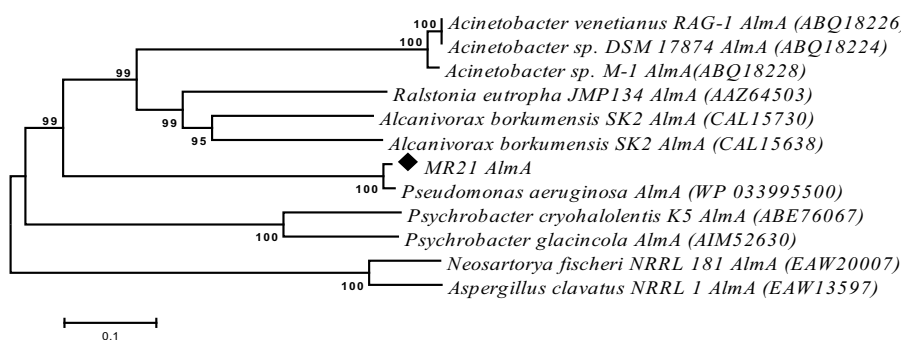 100
Acinetobacter venetianus RAG-1 AlmA (ABQ18226)
100
Acinetobacter sp. DSM 17874 AlmA (ABQ18224)
Acinetobacter sp. M-1 AlmA(ABQ18228)
99
Ralstonia eutropha JMP134 AlmA (AAZ64503)
99
Alcanivorax borkumensis SK2 AlmA (CAL15730)
99
95
Alcanivorax borkumensis SK2 AlmA (CAL15638)
MR21 AlmA
100
Pseudomonas aeruginosa AlmA (WP 033995500)
Psychrobacter cryohalolentis K5 AlmA (ABE76067)
100
Psychrobacter glacincola AlmA (AIM52630)
Neosartorya fischeri NRRL 181 AlmA (EAW20007)
100
Aspergillus clavatus NRRL 1 AlmA (EAW13597)
0.1